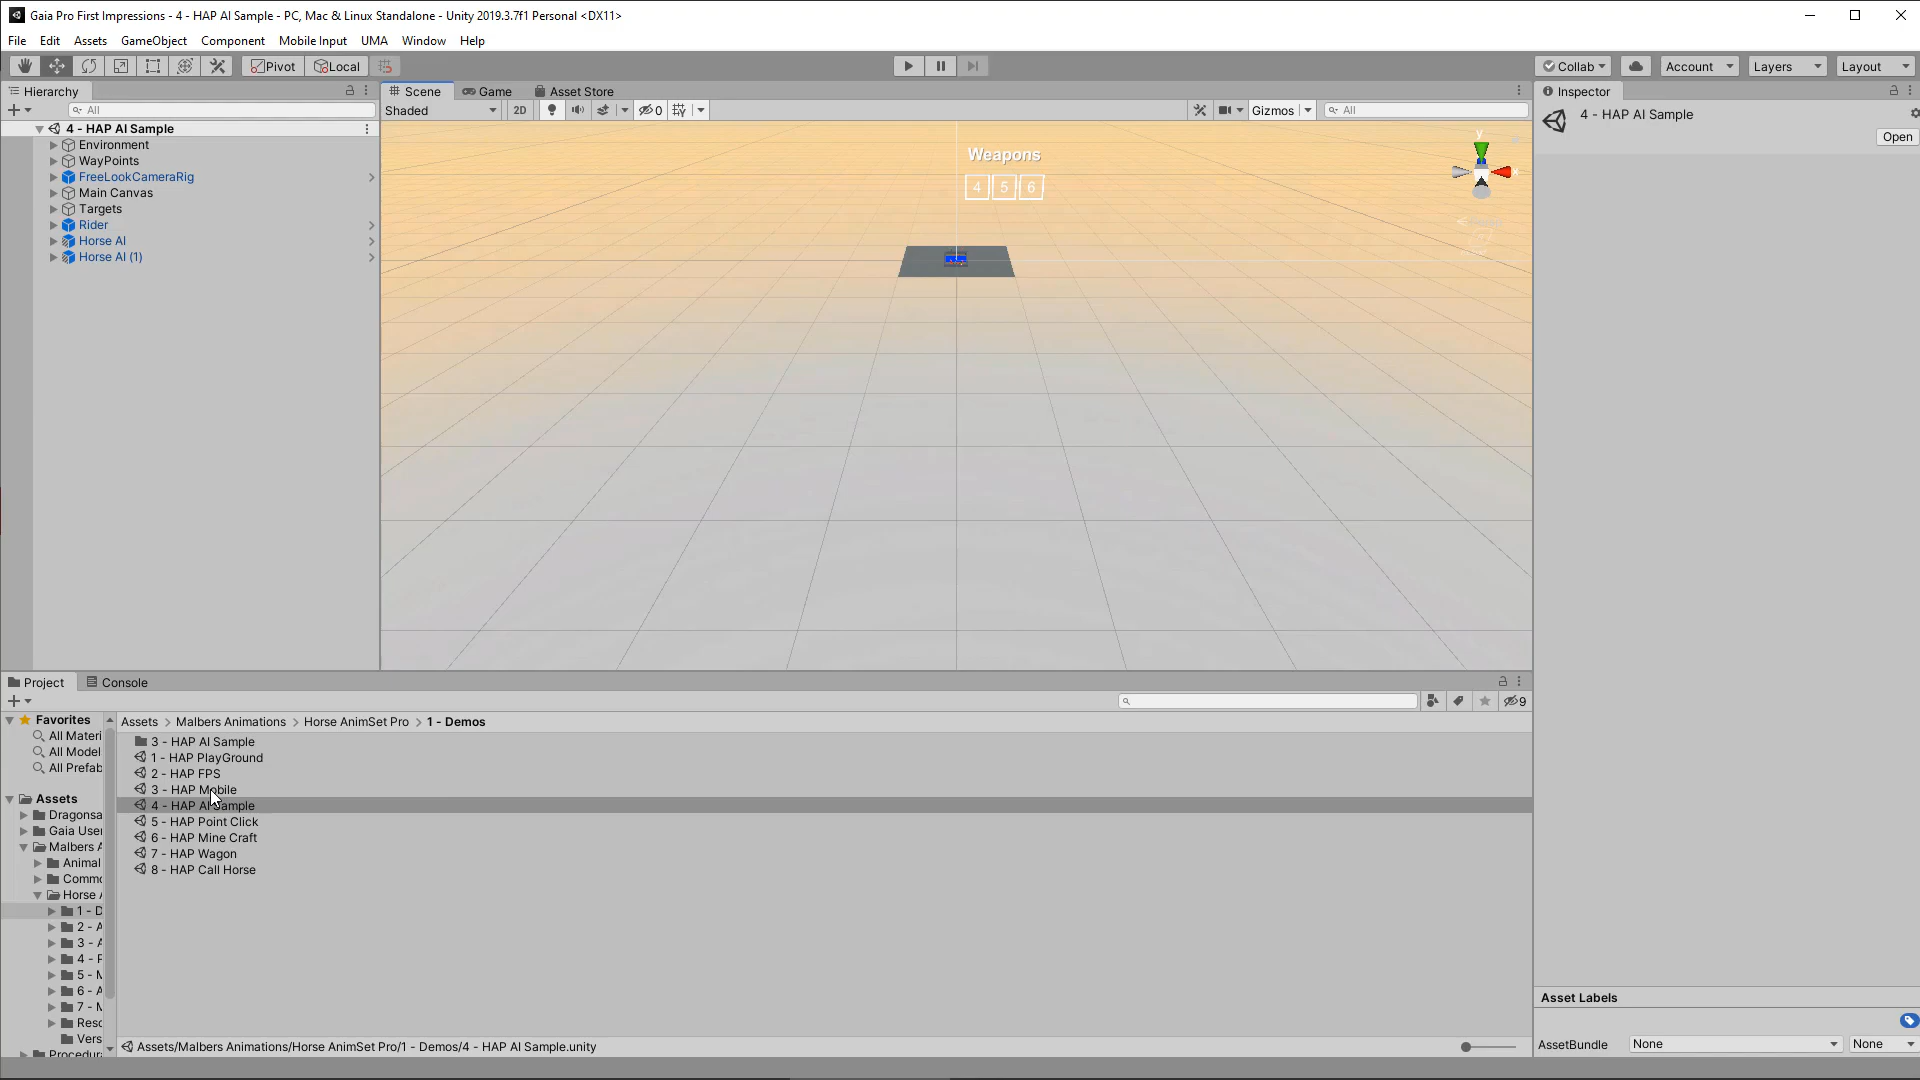 Gaia Pro First Impressions - 4 - HAP AI Sample - PC, Mac & Linux Standalone - Unity 2019.3.7f1 Personal <DX11>
File Edit Assets GameObject Component Mobile Input UMA Window Help
Pivot Local Collab Account Layers Layout
Hierarchy
All
4 - HAP AI Sample
Environment
WayPoints
FreeLookCameraRig
Main Canvas
Targets
Rider
Horse AI
Horse AI (1)
Scene Game Asset Store
Shaded 2D 0 Gizmos All
Weapons
4 5 6
y
x
Inspector
4 - HAP AI Sample
Open
Project Console
9
Favorites
All Materi
All Model
All Prefab
Assets
Dragonsa
Gaia User
Malbers A
Animal
Commo
Horse A
1 - D
2 - A
3 - A
4 - P
5 - M
6 - A
7 - M
Reso
Vers
Procedur
Assets > Malbers Animations > Horse AnimSet Pro > 1 - Demos
3 - HAP AI Sample
1 - HAP PlayGround
2 - HAP FPS
3 - HAP Mobile
4 - HAP AI Sample
5 - HAP Point Click
6 - HAP Mine Craft
7 - HAP Wagon
8 - HAP Call Horse
Assets/Malbers Animations/Horse AnimSet Pro/1 - Demos/4 - HAP AI Sample.unity
Asset Labels
AssetBundle None None